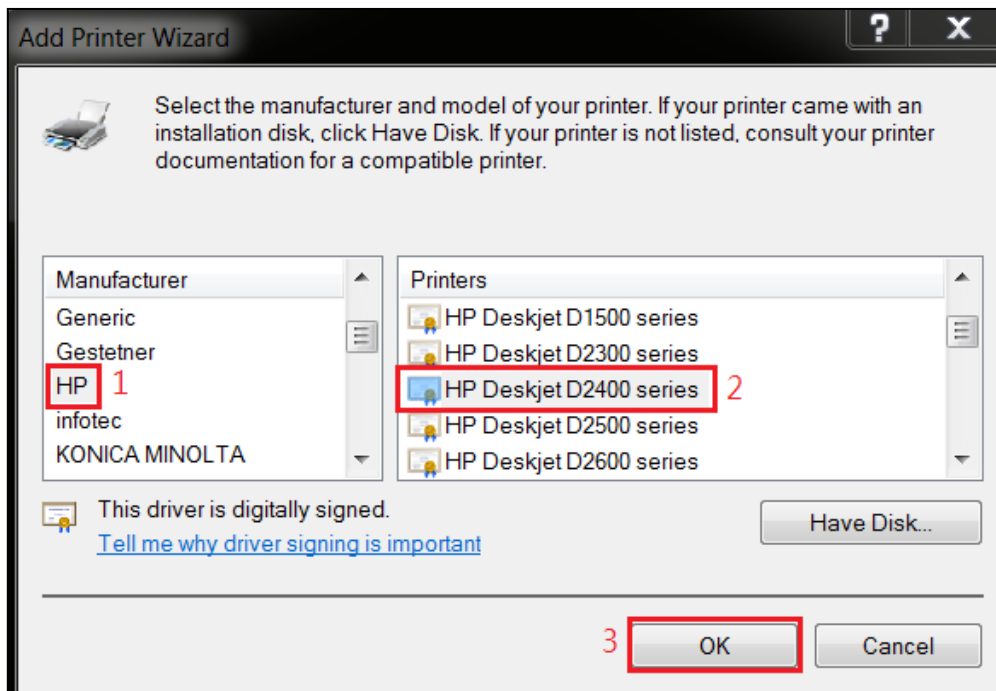 Add Printer Wizard
Select the manufacturer and model of your printer. If your printer came with an
installation disk, click Have Disk. If your printer is not listed, consult your printer
documentation for a compatible printer.
Manufacturer
Generic
Gestetner
HP 1
infotec
KONICA MINOLTA
Printers
HP Deskjet D1500 series
HP Deskjet D2300 series
HP Deskjet D2400 series 2
HP Deskjet D2500 series
HP Deskjet D2600 series
This driver is digitally signed.
Tell me why driver signing is important
Have Disk...
3 OK
Cancel